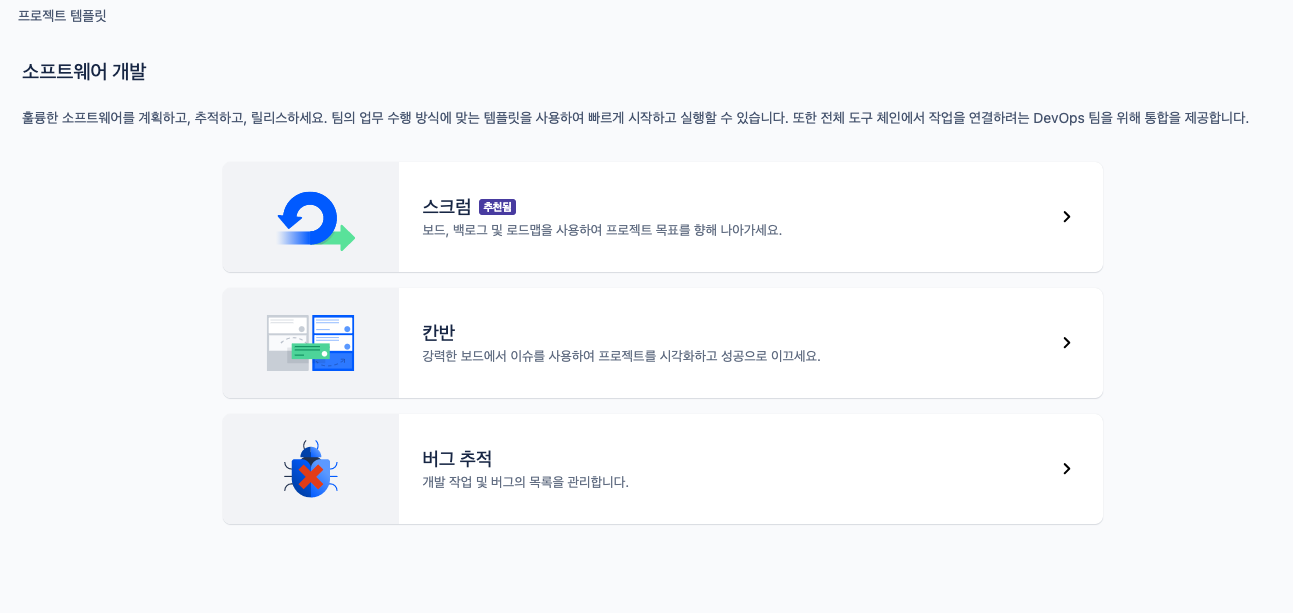 프로젝트 템플릿
소프트웨어 개발
훌륭한 소프트웨어를 계획하고, 추적하고, 릴리스하세요. 팀의 업무 수행 방식에 맞는 템플릿을 사용하여 빠르게 시작하고 실행할 수 있습니다. 또한 전체 도구 체인에서 작업을 연결하려는 DevOps 팀을 위해 통합을 제공합니다.
스크럼 추천됨
보드, 백로그 및 로드맵을 사용하여 프로젝트 목표를 향해 나아가세요.
칸반
강력한 보드에서 이슈를 사용하여 프로젝트를 시각화하고 성공으로 이끄세요.
버그 추적
개발 작업 및 버그의 목록을 관리합니다.